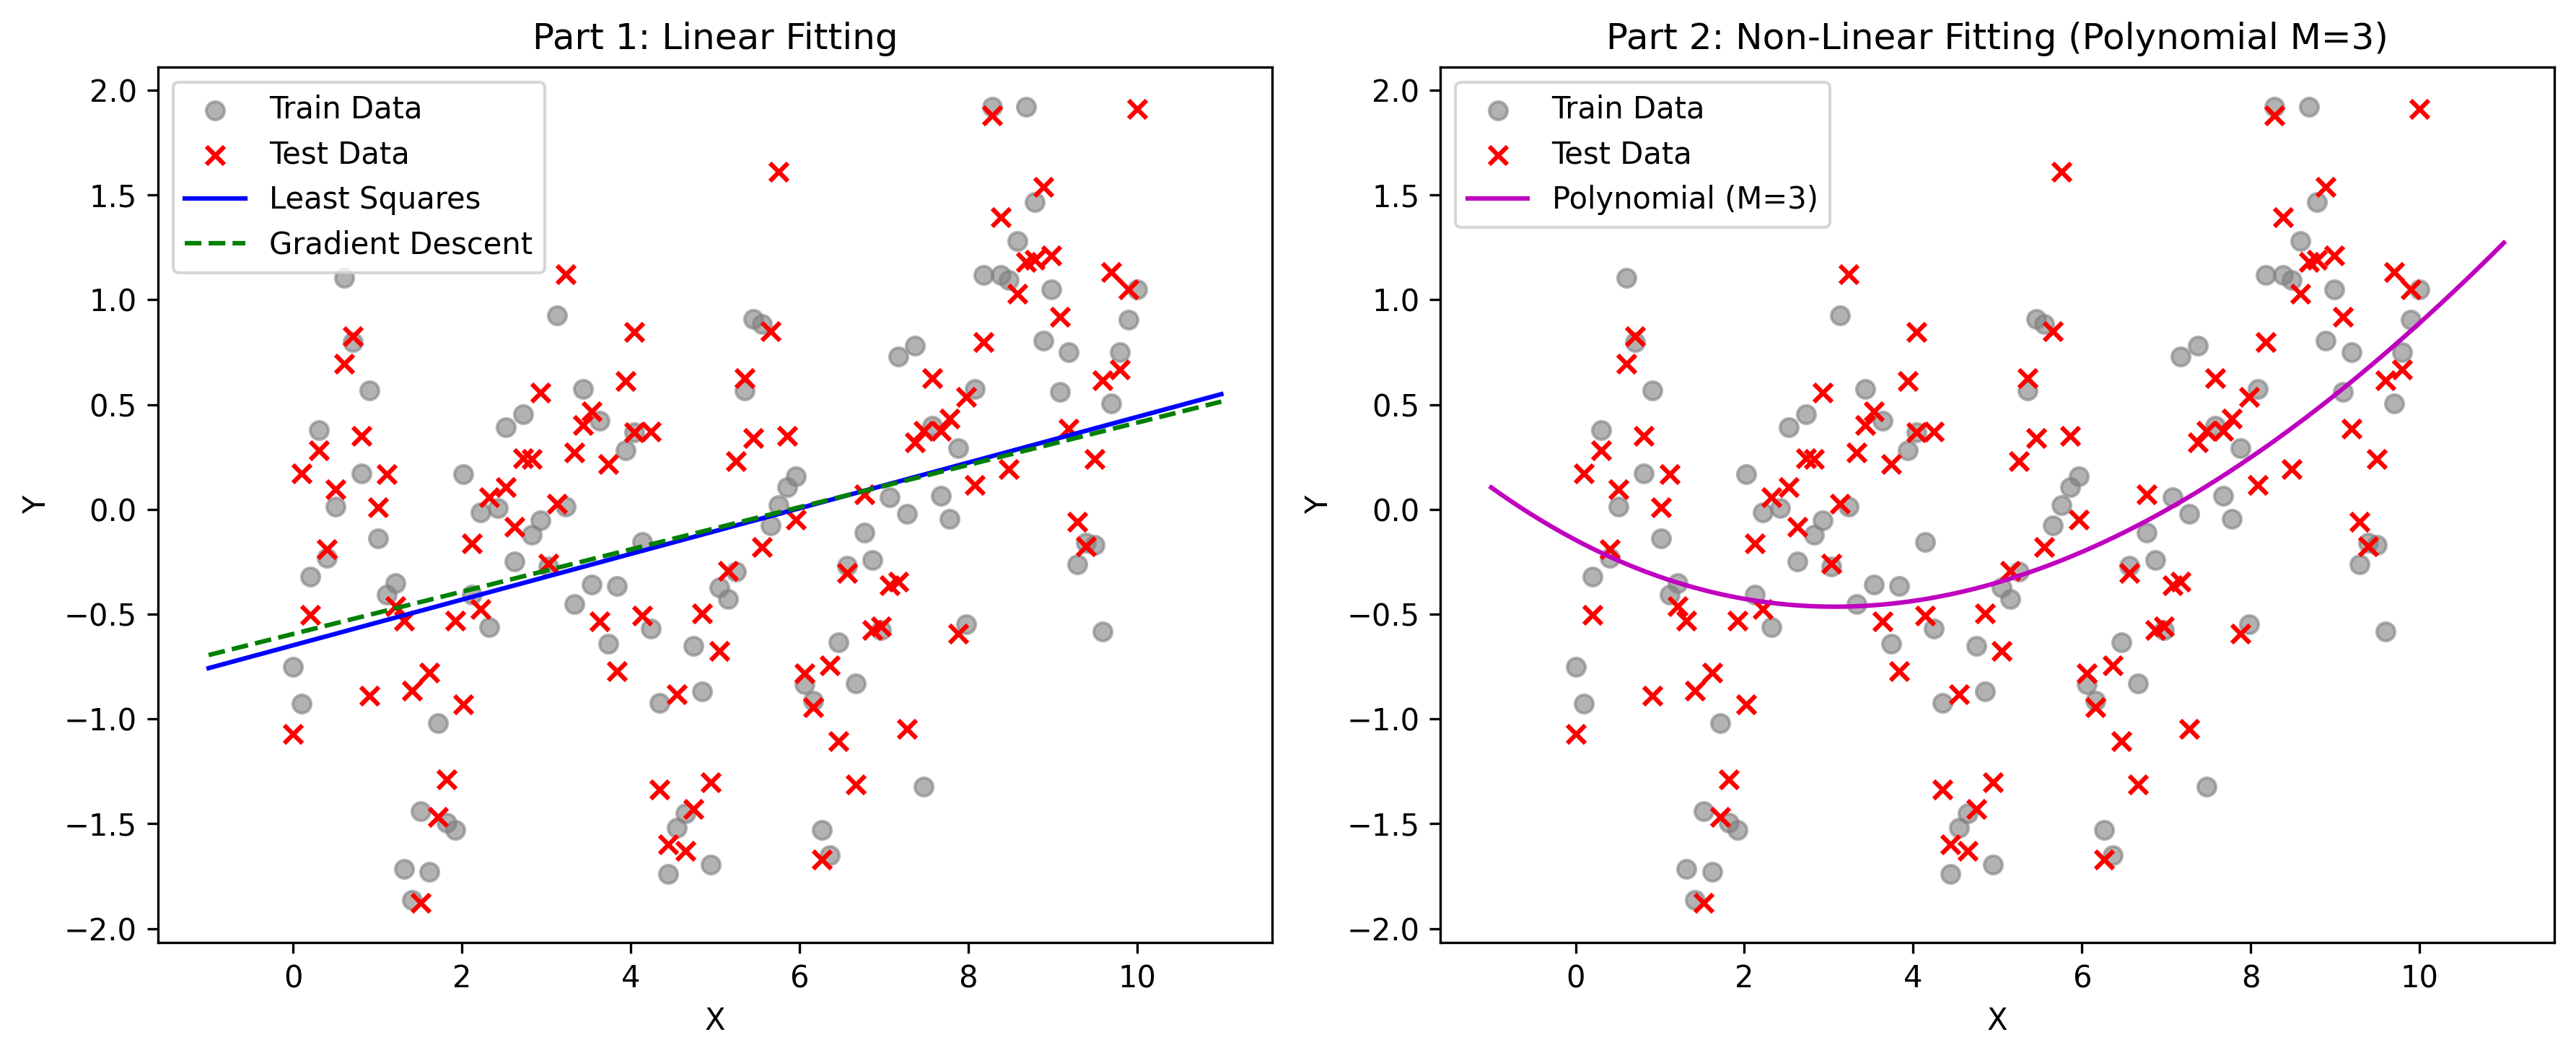 Part 1: Linear Fitting
Train Data
Test Data
Least Squares
Gradient Descent
2.0
1.5
1.0
0.5
0.0
−0.5
−1.0
−1.5
−2.0
Y
0 2 4 6 8 10
X
Part 2: Non-Linear Fitting (Polynomial M=3)
Train Data
Test Data
Polynomial (M=3)
2.0
1.5
1.0
0.5
0.0
−0.5
−1.0
−1.5
−2.0
Y
0 2 4 6 8 10
X